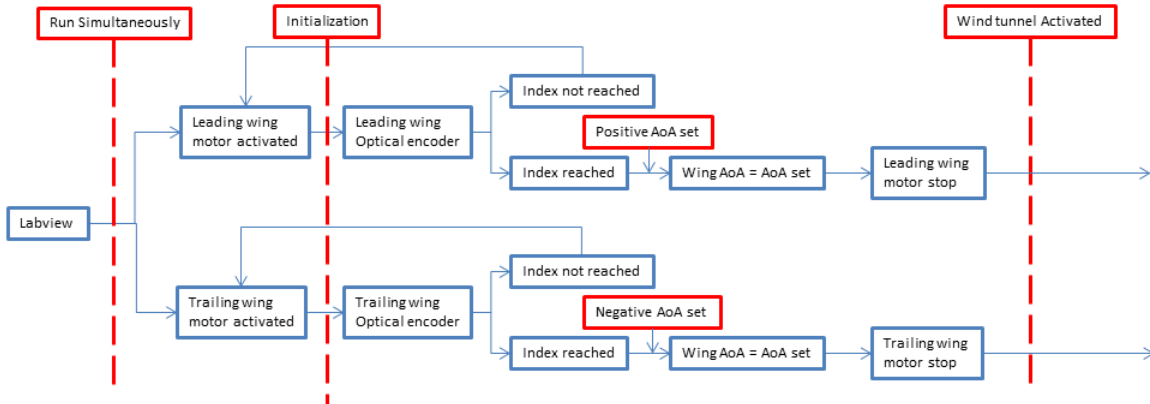 Run Simultaneously
Initialization
Wind tunnel Activated
Index not reached
Leading wing
motor activated
Leading wing
Optical encoder
Positive AoA set
Index reached
Wing AoA = AoA set
Leading wing
motor stop
Labview
Index not reached
Trailing wing
motor activated
Trailing wing
Optical encoder
Negative AoA set
Index reached
Wing AoA = AoA set
Trailing wing
motor stop